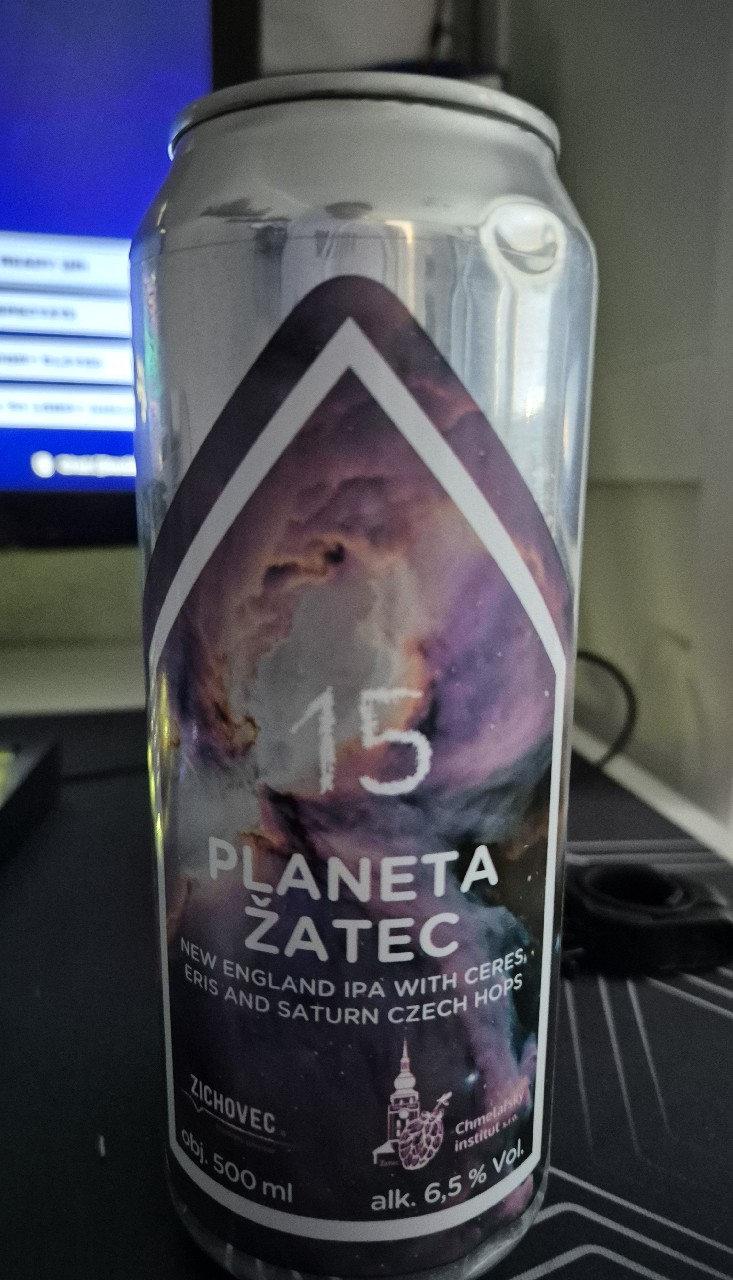 15
PLANETA
ŽATEC
NEW ENGLAND IPA WITH CERES,
ERIS AND SATURN CZECH HOPS
ZICHOVEC
Chmelařský
institut s.r.o.
obj. 500 ml
alk. 6,5 % Vol.